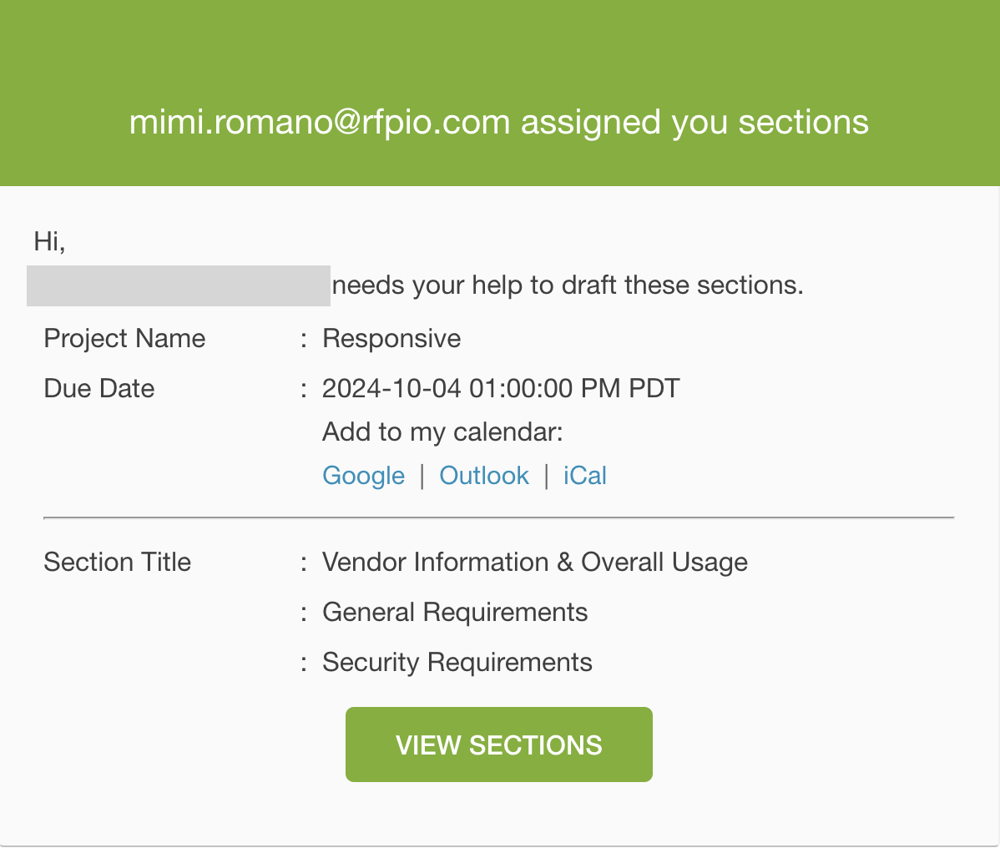 mimi.romano@rfpio.com assigned you sections
Hi,
needs your help to draft these sections.
Project Name : Responsive
Due Date : 2024-10-04 01:00:00 PM PDT
Add to my calendar:
Google | Outlook | iCal
Section Title : Vendor Information & Overall Usage
: General Requirements
: Security Requirements
VIEW SECTIONS